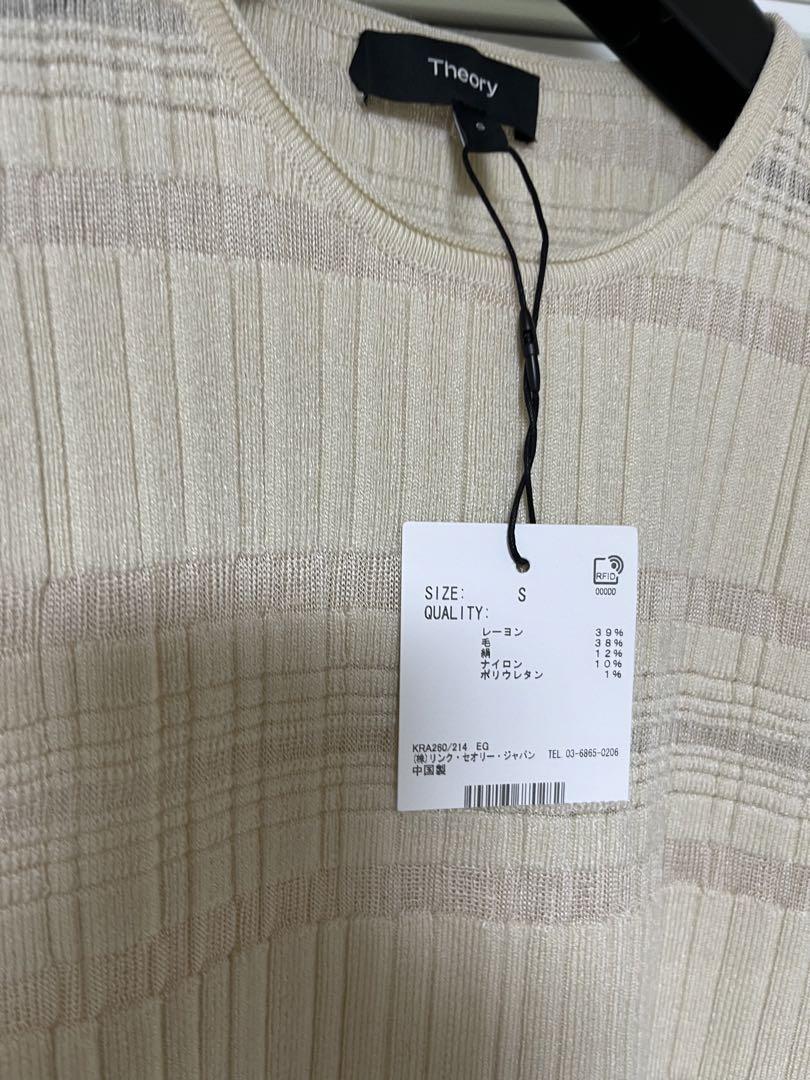 Theory
S
RFID
00000
SIZE: S
QUALITY:
レーヨン 39%
毛 38%
絹 12%
ナイロン 10%
ポリウレタン 1%
KRA260/214 EG
(株)リンク・セオリー・ジャパン TEL 03-6865-0206
中国製